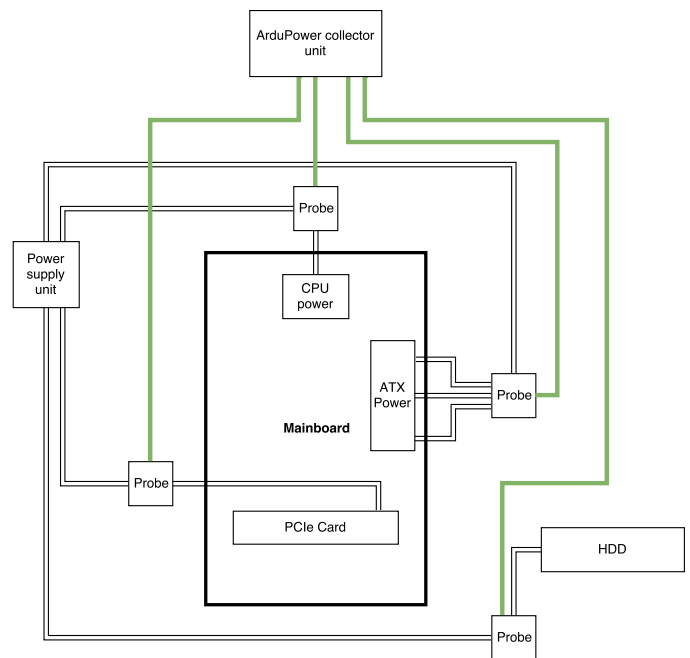 ArduPower collector
unit
Probe
Power
supply
unit
CPU
power
ATX
Power
Probe
Mainboard
Probe
PCIe Card
HDD
Probe